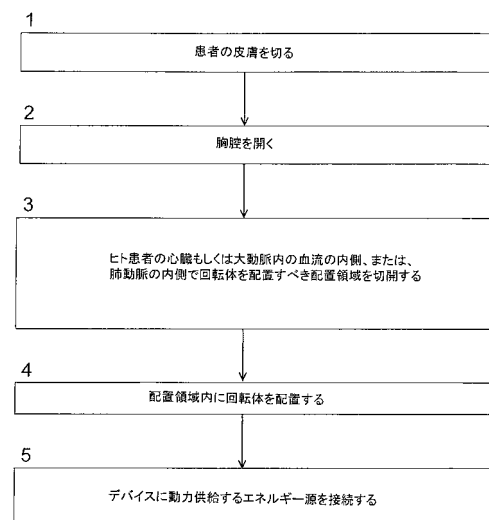 1
患者の皮膚を切る
2
胸腔を開く
3
ヒト患者の心臓もしくは大動脈内の血流の内側、または、
肺動脈の内側で回転体を配置すべき配置領域を切開する
4
配置領域内に回転体を配置する
5
デバイスに動力供給するエネルギー源を接続する